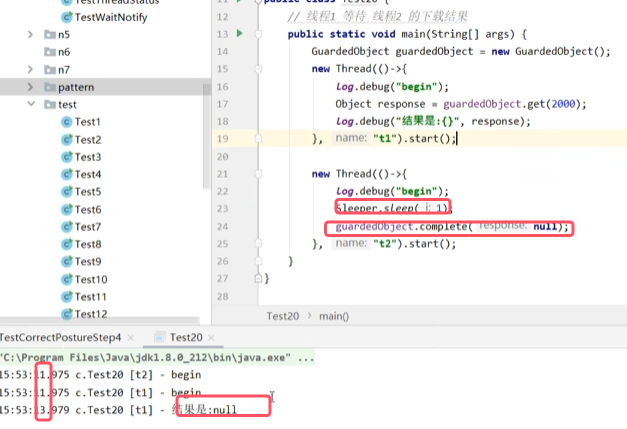 TestThreadStatus
TestWaitNotify
n5
n6
n7
pattern
test
Test1
Test2
Test3
Test4
Test5
Test6
Test7
Test8
Test9
Test10
Test11
Test12
12 // 线程1 等待 线程2 的下载结果
13 public static void main(String[] args) {
14 GuardedObject guardedObject = new GuardedObject();
15 new Thread(()->{
16 Log.debug("begin");
17 Object response = guardedObject.get(2000);
18 Log.debug("结果是:{}", response);
19 }, name: "t1").start();
20
21 new Thread(()->{
22 Log.debug("begin");
23 Sleeper.sleep( i: 1);
24 guardedObject.complete( response: null);
25 }, name: "t2").start();
26 }
27 }
28
Test20 > main()
TestCorrectPostureStep4 × Test20 ×
"C:\Program Files\Java\jdk1.8.0_212\bin\java.exe" ...
15:53:11.975 c.Test20 [t2] - begin
15:53:11.975 c.Test20 [t1] - begin
15:53:13.979 c.Test20 [t1] - 结果是:null